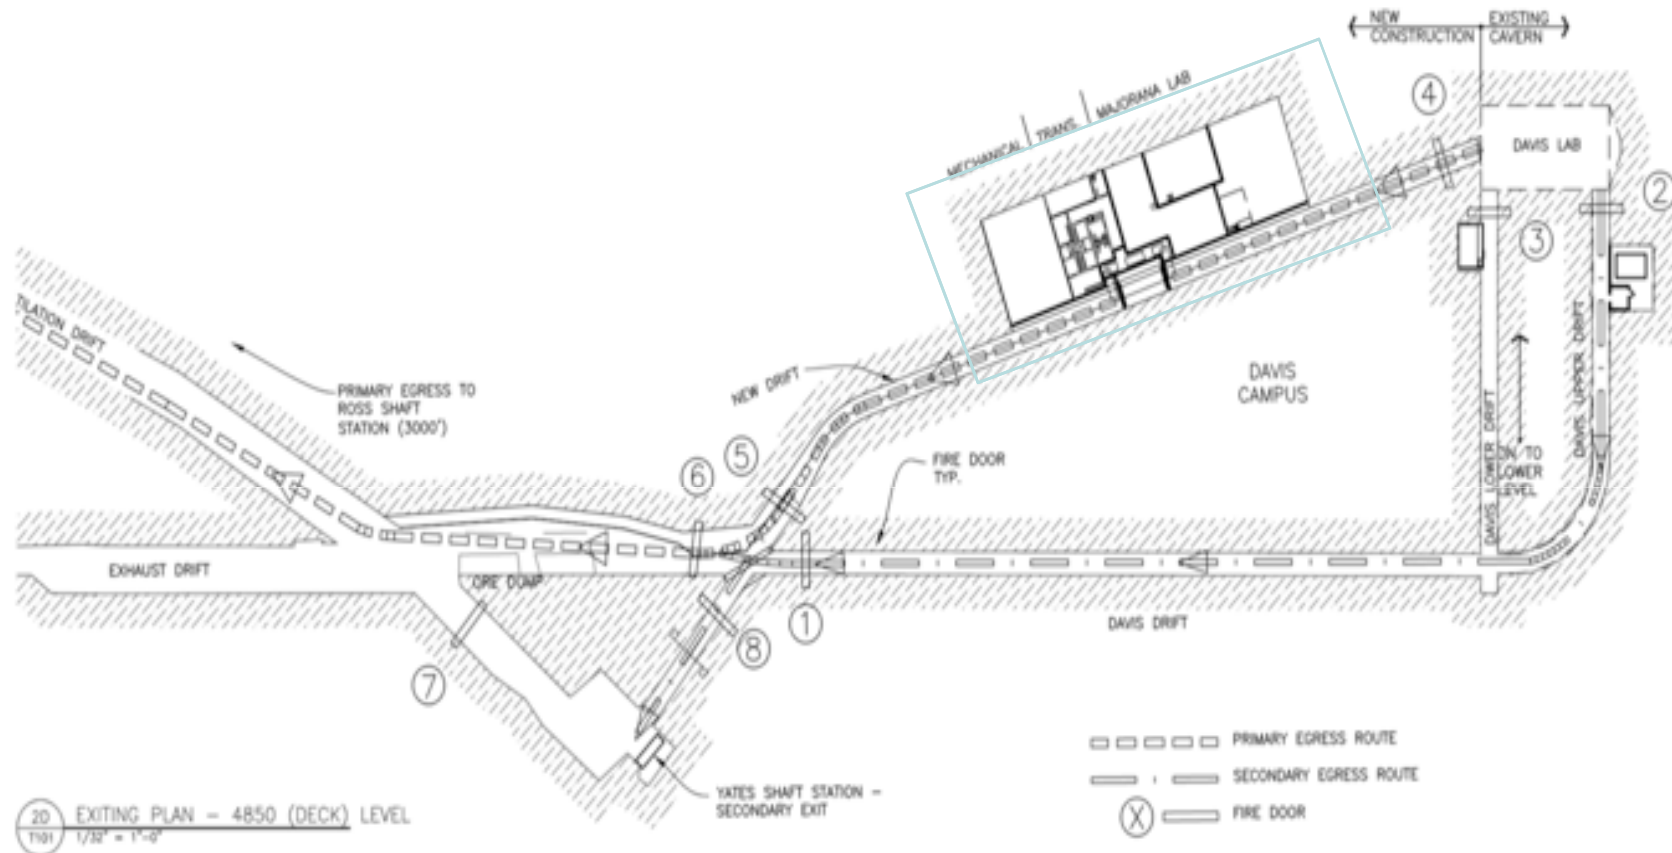 NEW
CONSTRUCTION
EXISTING
CAVERN
4
MECHANICAL
TRANS.
MAJORANA LAB
DAVIS LAB
2
3
TILATION DRIFT
PRIMARY EGRESS TO
ROSS SHAFT
STATION (3000')
NEW DRIFT
DAVIS
CAMPUS
DAVIS LOWER DRIFT
DN TO
LOWER
LEVEL
DAVIS UPPER DRIFT
5
6
FIRE DOOR
TYP.
EXHAUST DRIFT
ORE DUMP
1
8
7
DAVIS DRIFT
YATES SHAFT STATION –
SECONDARY EXIT
PRIMARY EGRESS ROUTE
SECONDARY EGRESS ROUTE
X FIRE DOOR
2D
T101
EXITING PLAN – 4850 (DECK) LEVEL
1/32" = 1'-0"